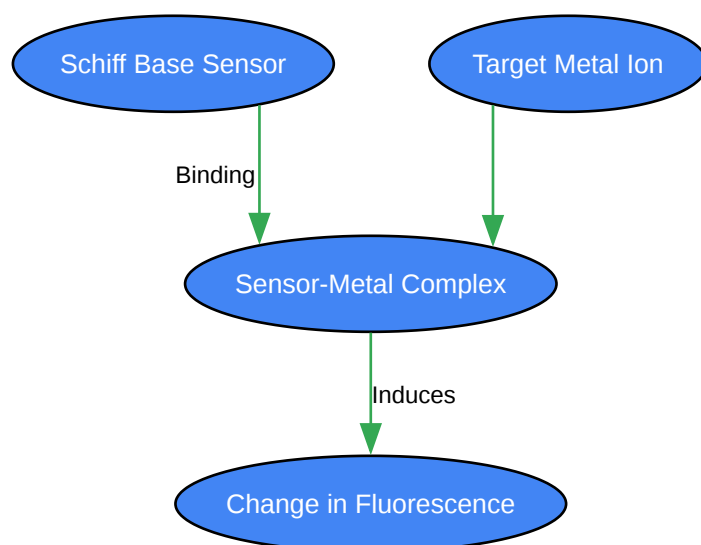 Schiff Base Sensor
Target Metal Ion
Binding
Sensor-Metal Complex
Induces
Change in Fluorescence